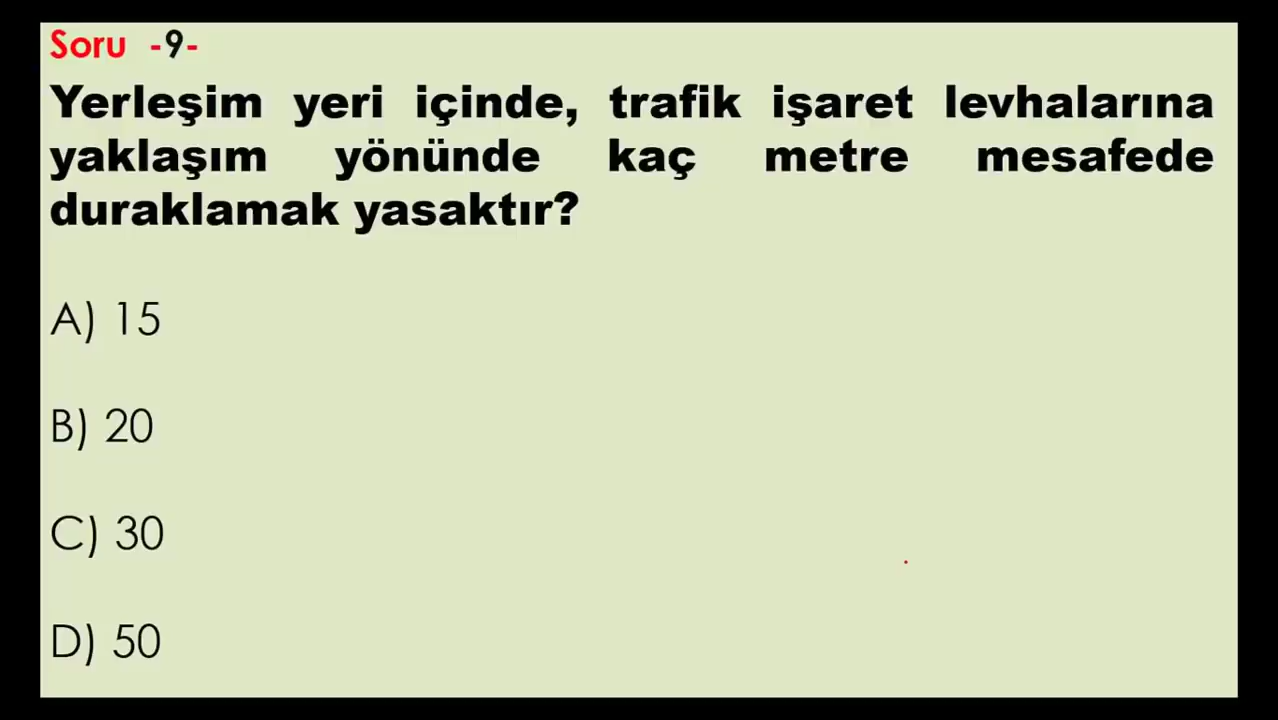 Soru -9-
Yerleşim yeri içinde, trafik işaret levhalarına
yaklaşım yönünde kaç metre mesafede
duraklamak yasaktır?
A) 15
B) 20
C) 30
D) 50